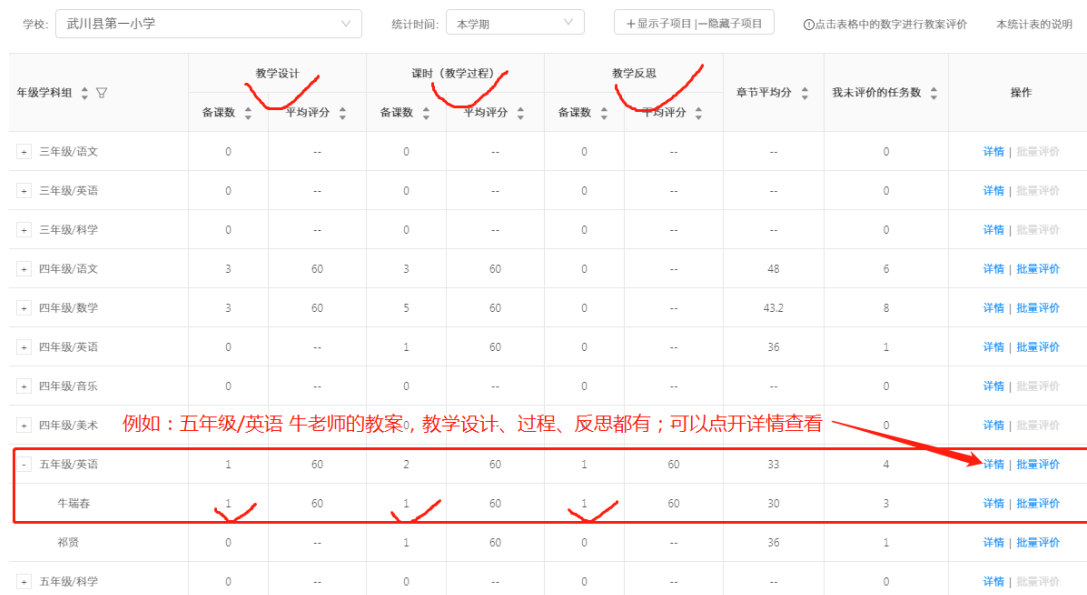 学校: 武川县第一小学 统计时间: 本学期 +显示子项目|—隐藏子项目 点击表格中的数字进行教案评价 本统计表的说明
年级学科组 教学设计 课时（教学过程） 教学反思 章节平均分 我未评价的任务数 操作
备课数 平均评分 备课数 平均评分 备课数 平均评分
+ 三年级/语文 0 -- 0 -- 0 -- -- 0 详情 | 批量评价
+ 三年级/英语 0 -- 0 -- 0 -- -- 0 详情 | 批量评价
+ 三年级/科学 0 -- 0 -- 0 -- -- 0 详情 | 批量评价
+ 四年级/语文 3 60 3 60 0 -- 48 6 详情 | 批量评价
+ 四年级/数学 3 60 5 60 0 -- 43.2 8 详情 | 批量评价
+ 四年级/英语 0 -- 1 60 0 -- 36 1 详情 | 批量评价
+ 四年级/音乐 0 -- 0 -- 0 -- -- 0 详情 | 批量评价
+ 四年级/美术 0 -- 0 详情 | 批量评价
例如：五年级/英语 牛老师的教案，教学设计、过程、反思都有；可以点开详情查看
- 五年级/英语 1 60 2 60 1 60 33 4 详情 | 批量评价
牛瑞春 1 60 1 60 1 60 30 3 详情 | 批量评价
祁贤 0 -- 1 60 0 -- 36 1 详情 | 批量评价
+ 五年级/科学 0 -- 0 -- 0 -- -- 0 详情 | 批量评价